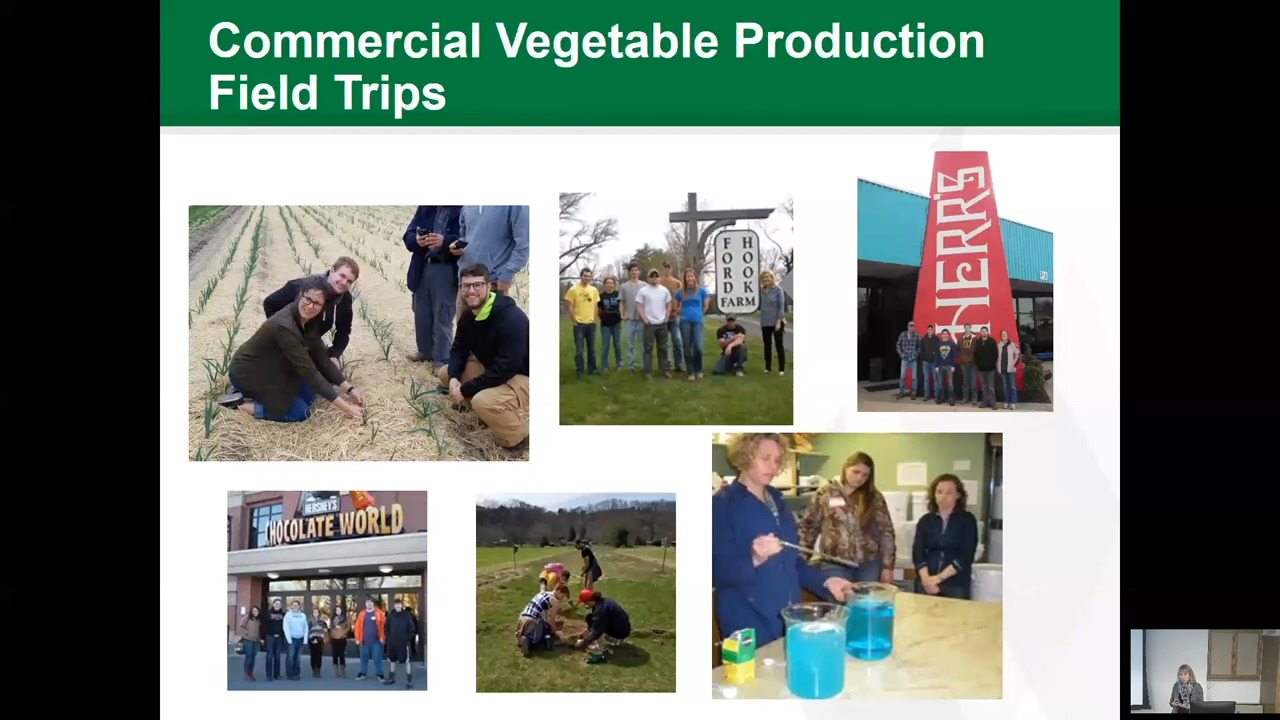 Commercial Vegetable Production
Field Trips
FORD
HOOK
FARM
HERR'S
HERSHEY'S
CHOCOLATE WORLD